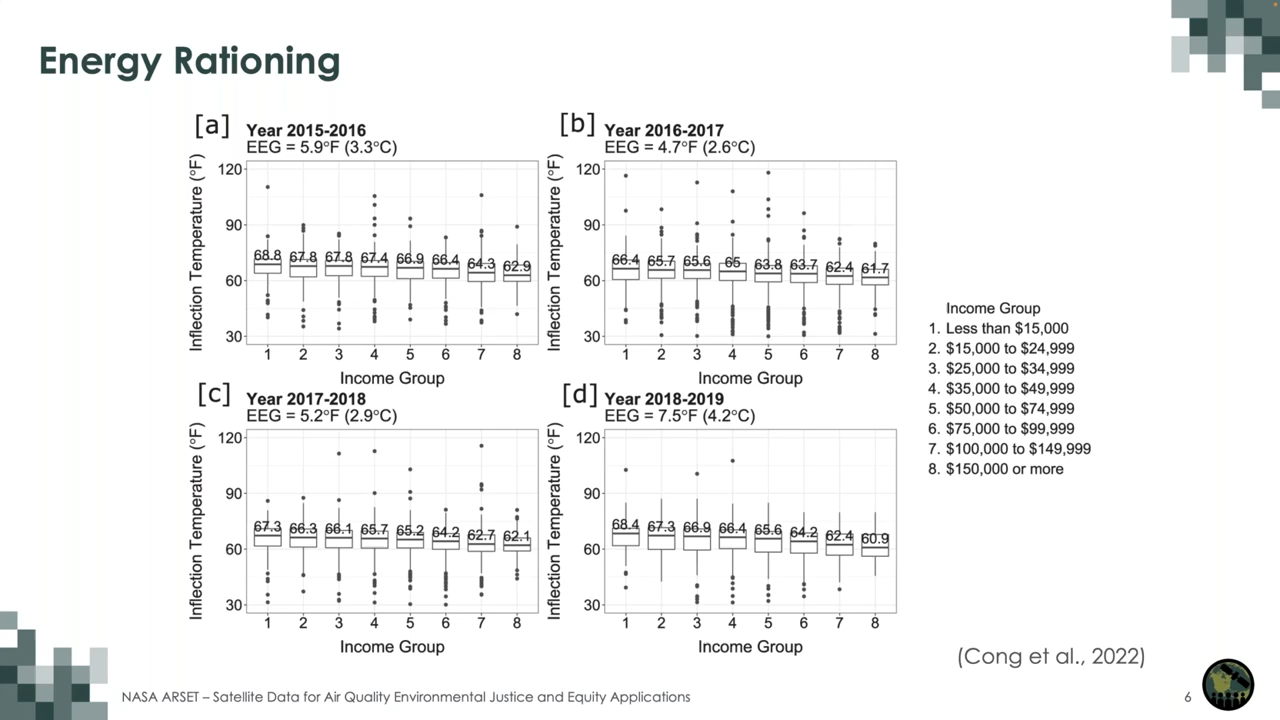 Energy Rationing
[a] Year 2015-2016
EEG = 5.9°F (3.3°C)
Inflection Temperature (°F)
120
90
60
30
68.8 67.8 67.8 67.4 66.9 66.4 64.3 62.9
1 2 3 4 5 6 7 8
Income Group
[b] Year 2016-2017
EEG = 4.7°F (2.6°C)
Inflection Temperature (°F)
120
90
60
30
66.4 65.7 65.6 65 63.8 63.7 62.4 61.7
1 2 3 4 5 6 7 8
Income Group
[c] Year 2017-2018
EEG = 5.2°F (2.9°C)
Inflection Temperature (°F)
120
90
60
30
67.3 66.3 66.1 65.7 65.2 64.2 62.7 62.1
1 2 3 4 5 6 7 8
Income Group
[d] Year 2018-2019
EEG = 7.5°F (4.2°C)
Inflection Temperature (°F)
120
90
60
30
68.4 67.3 66.9 66.4 65.6 64.2 62.4 60.9
1 2 3 4 5 6 7 8
Income Group
Income Group
1. Less than $15,000
2. $15,000 to $24,999
3. $25,000 to $34,999
4. $35,000 to $49,999
5. $50,000 to $74,999
6. $75,000 to $99,999
7. $100,000 to $149,999
8. $150,000 or more
(Cong et al., 2022)
NASA ARSET – Satellite Data for Air Quality Environmental Justice and Equity Applications
6